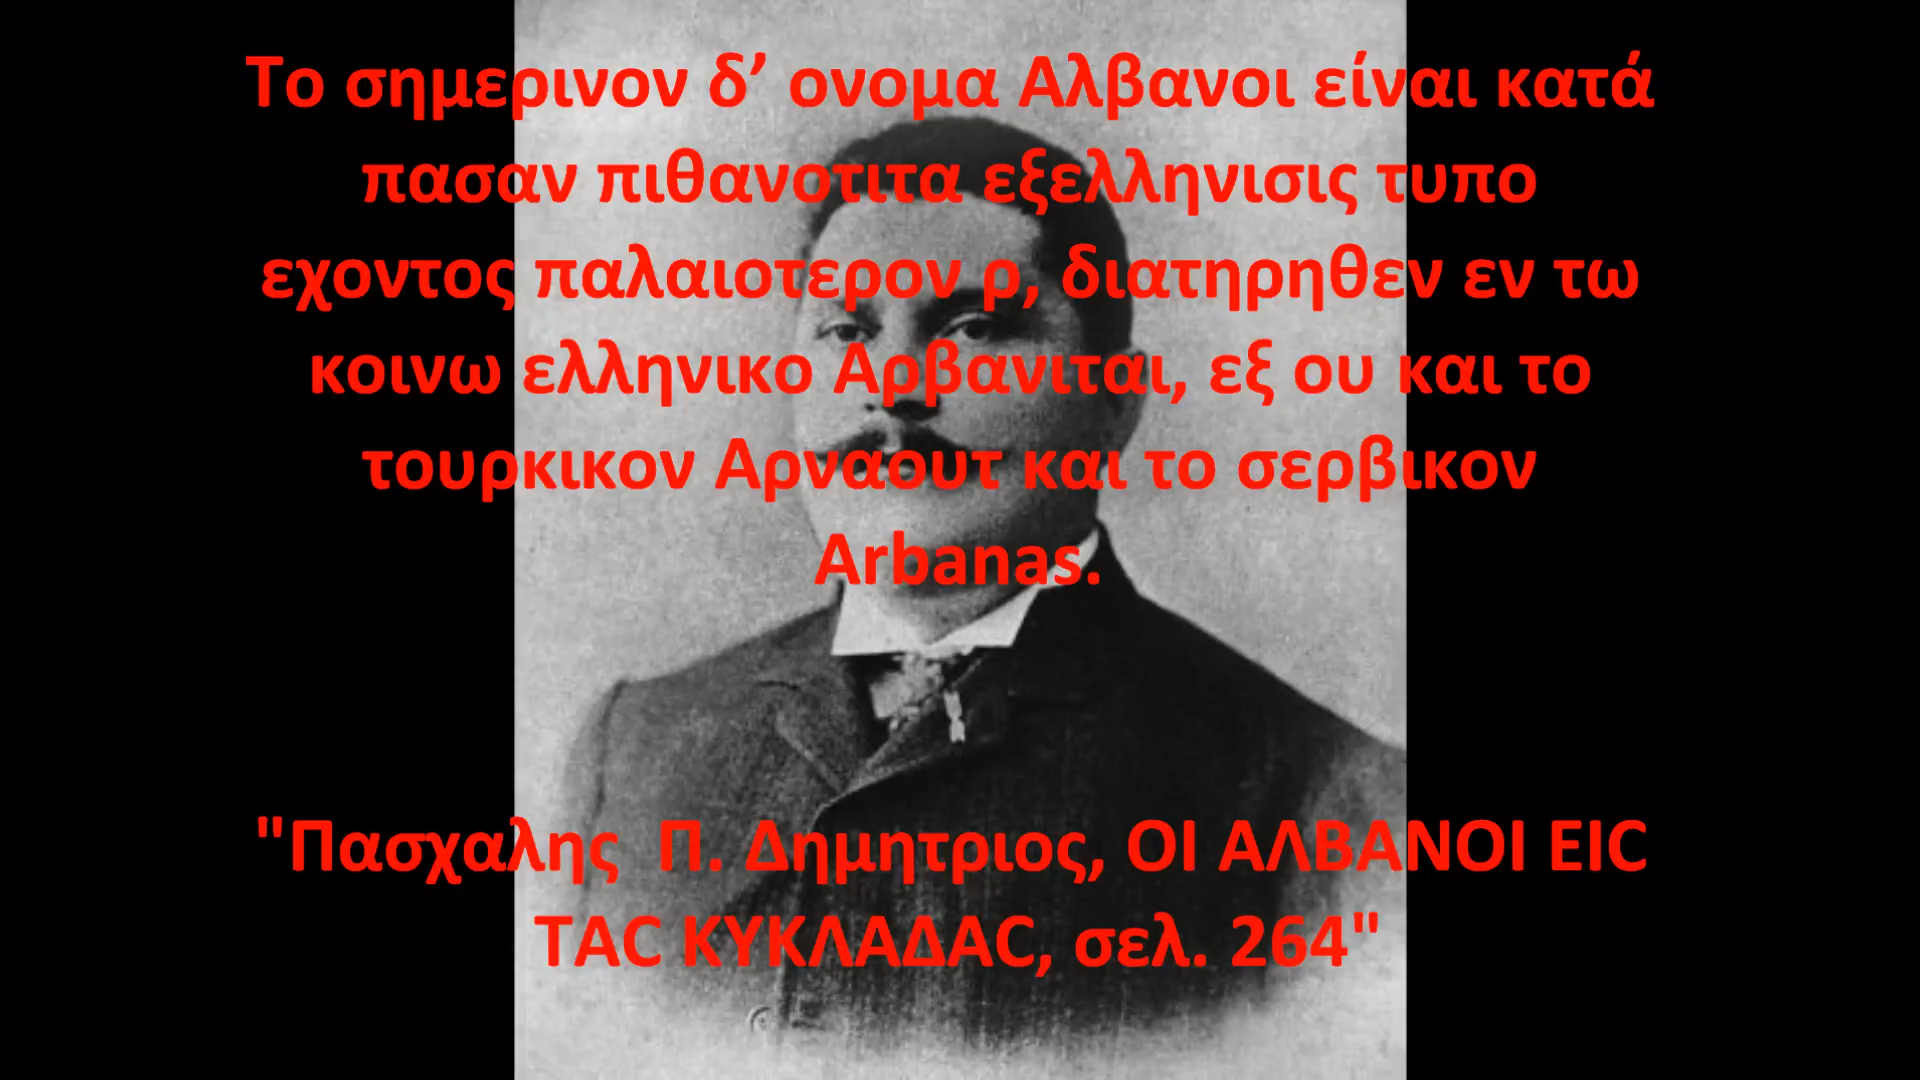 Το σημερινον δ’ ονομα Αλβανοι είναι κατά
πασαν πιθανοτιτα εξελληνισις τυπο
εχοντος παλαιοτερον ρ, διατηρηθεν εν τω
κοινω ελληνικο Αρβανιται, εξ ου και το
τουρκικον Αρναουτ και το σερβικον
Arbanas.
"Πασχαλης  Π. Δημητριος, ΟΙ ΑΛΒΑΝΟΙ ΕΙC
ΤΑC ΚΥΚΛΑΔΑC, σελ. 264"